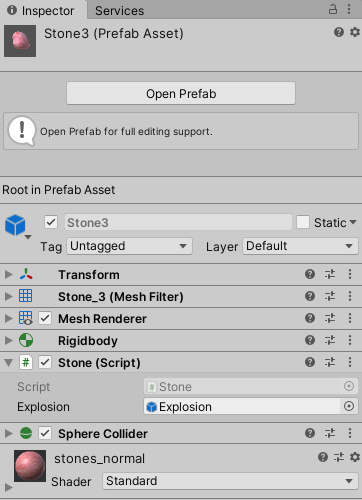 Inspector Services
Stone3 (Prefab Asset)
Open Prefab
Open Prefab for full editing support.
Root in Prefab Asset
Stone3 Static
Tag Untagged Layer Default
Transform
Stone_3 (Mesh Filter)
Mesh Renderer
Rigidbody
# Stone (Script)
Script # Stone
Explosion Explosion
Sphere Collider
stones_normal
Shader Standard